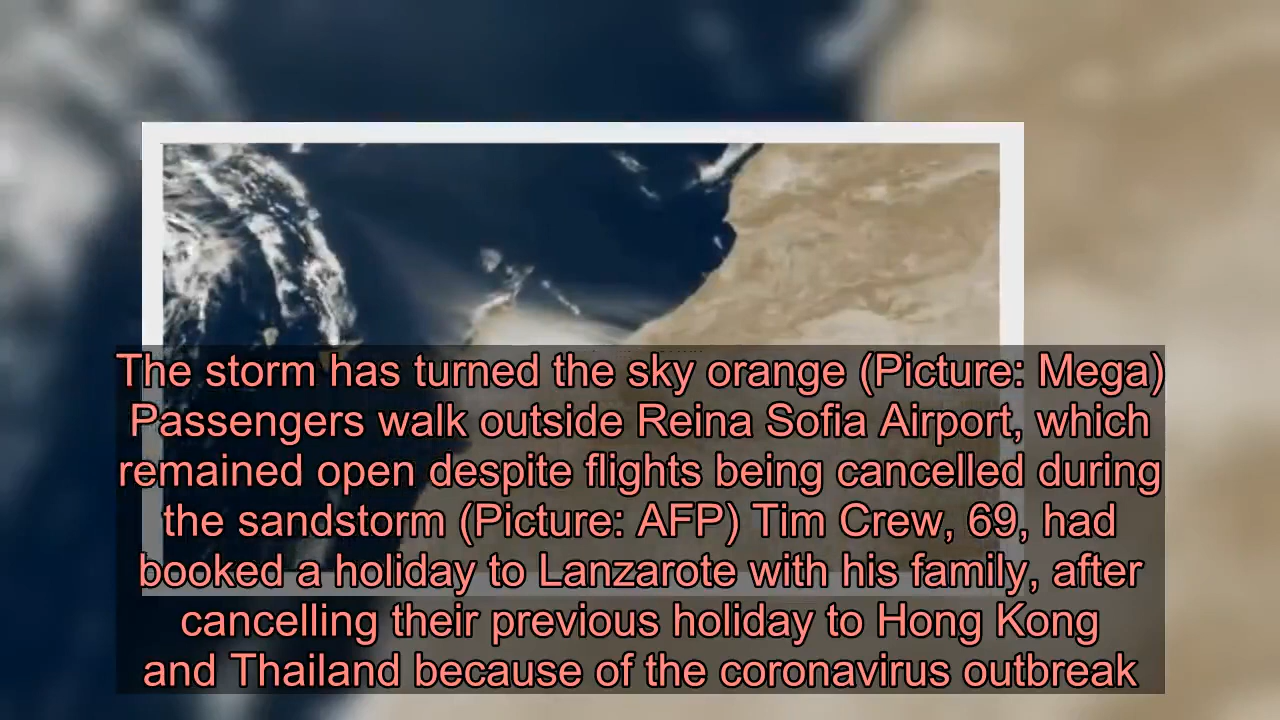 The storm has turned the sky orange (Picture: Mega)
Passengers walk outside Reina Sofia Airport, which
remained open despite flights being cancelled during
the sandstorm (Picture: AFP) Tim Crew, 69, had
booked a holiday to Lanzarote with his family, after
cancelling their previous holiday to Hong Kong
and Thailand because of the coronavirus outbreak